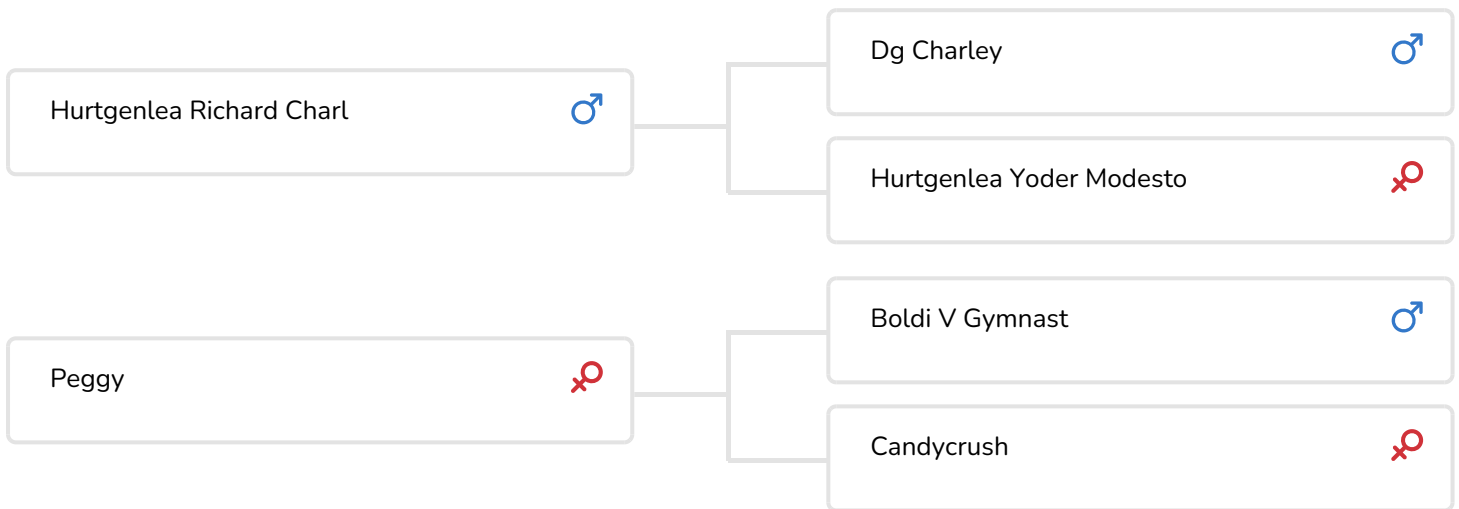 Dg Charley
Hurtgenlea Richard Charl
Hurtgenlea Yoder Modesto
Boldi V Gymnast
Peggy
Candycrush